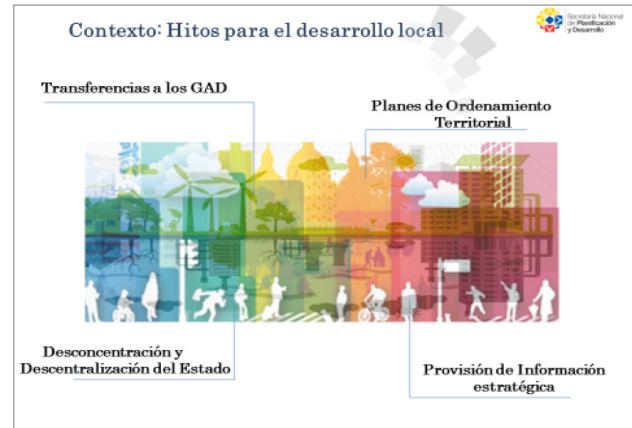 Contexto: Hitos para el desarrollo local
Secretaría Nacional
de Planificación
y Desarrollo
Transferencias a los GAD
Planes de Ordenamiento
Territorial
Desconcentración y
Descentralización del Estado
Provisión de Información
estratégica